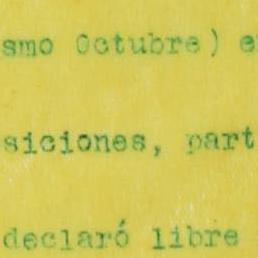 smo Octubre) e
siciones, part
declaró libre